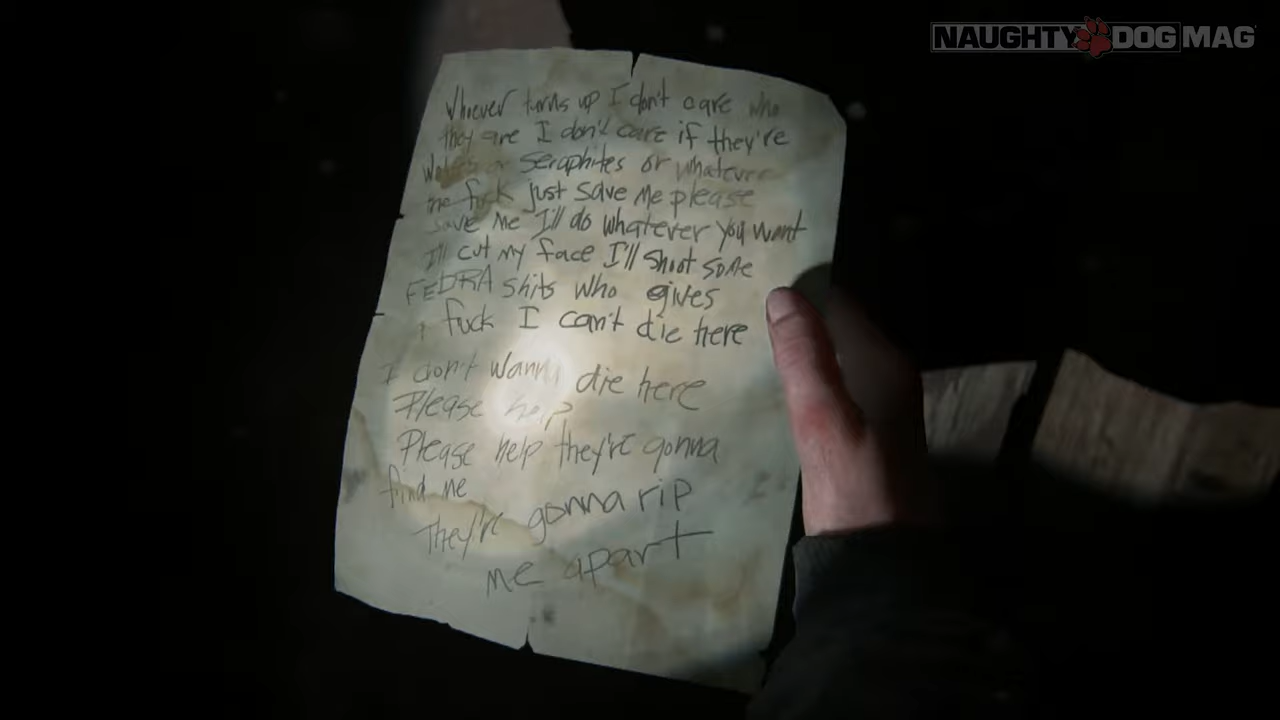 NAUGHTY DOG MAG
Whoever turns up I don't care who
they are I don't care if they're
Wolves or Seraphites or whatever
the fuck just save me please
save me I'll do whatever you want
I'll cut my face I'll shoot some
FEDRA shits who gives
a fuck I can't die here
I don't wanna die here
Please help
Please help they're gonna
find me
They're gonna rip
me apart